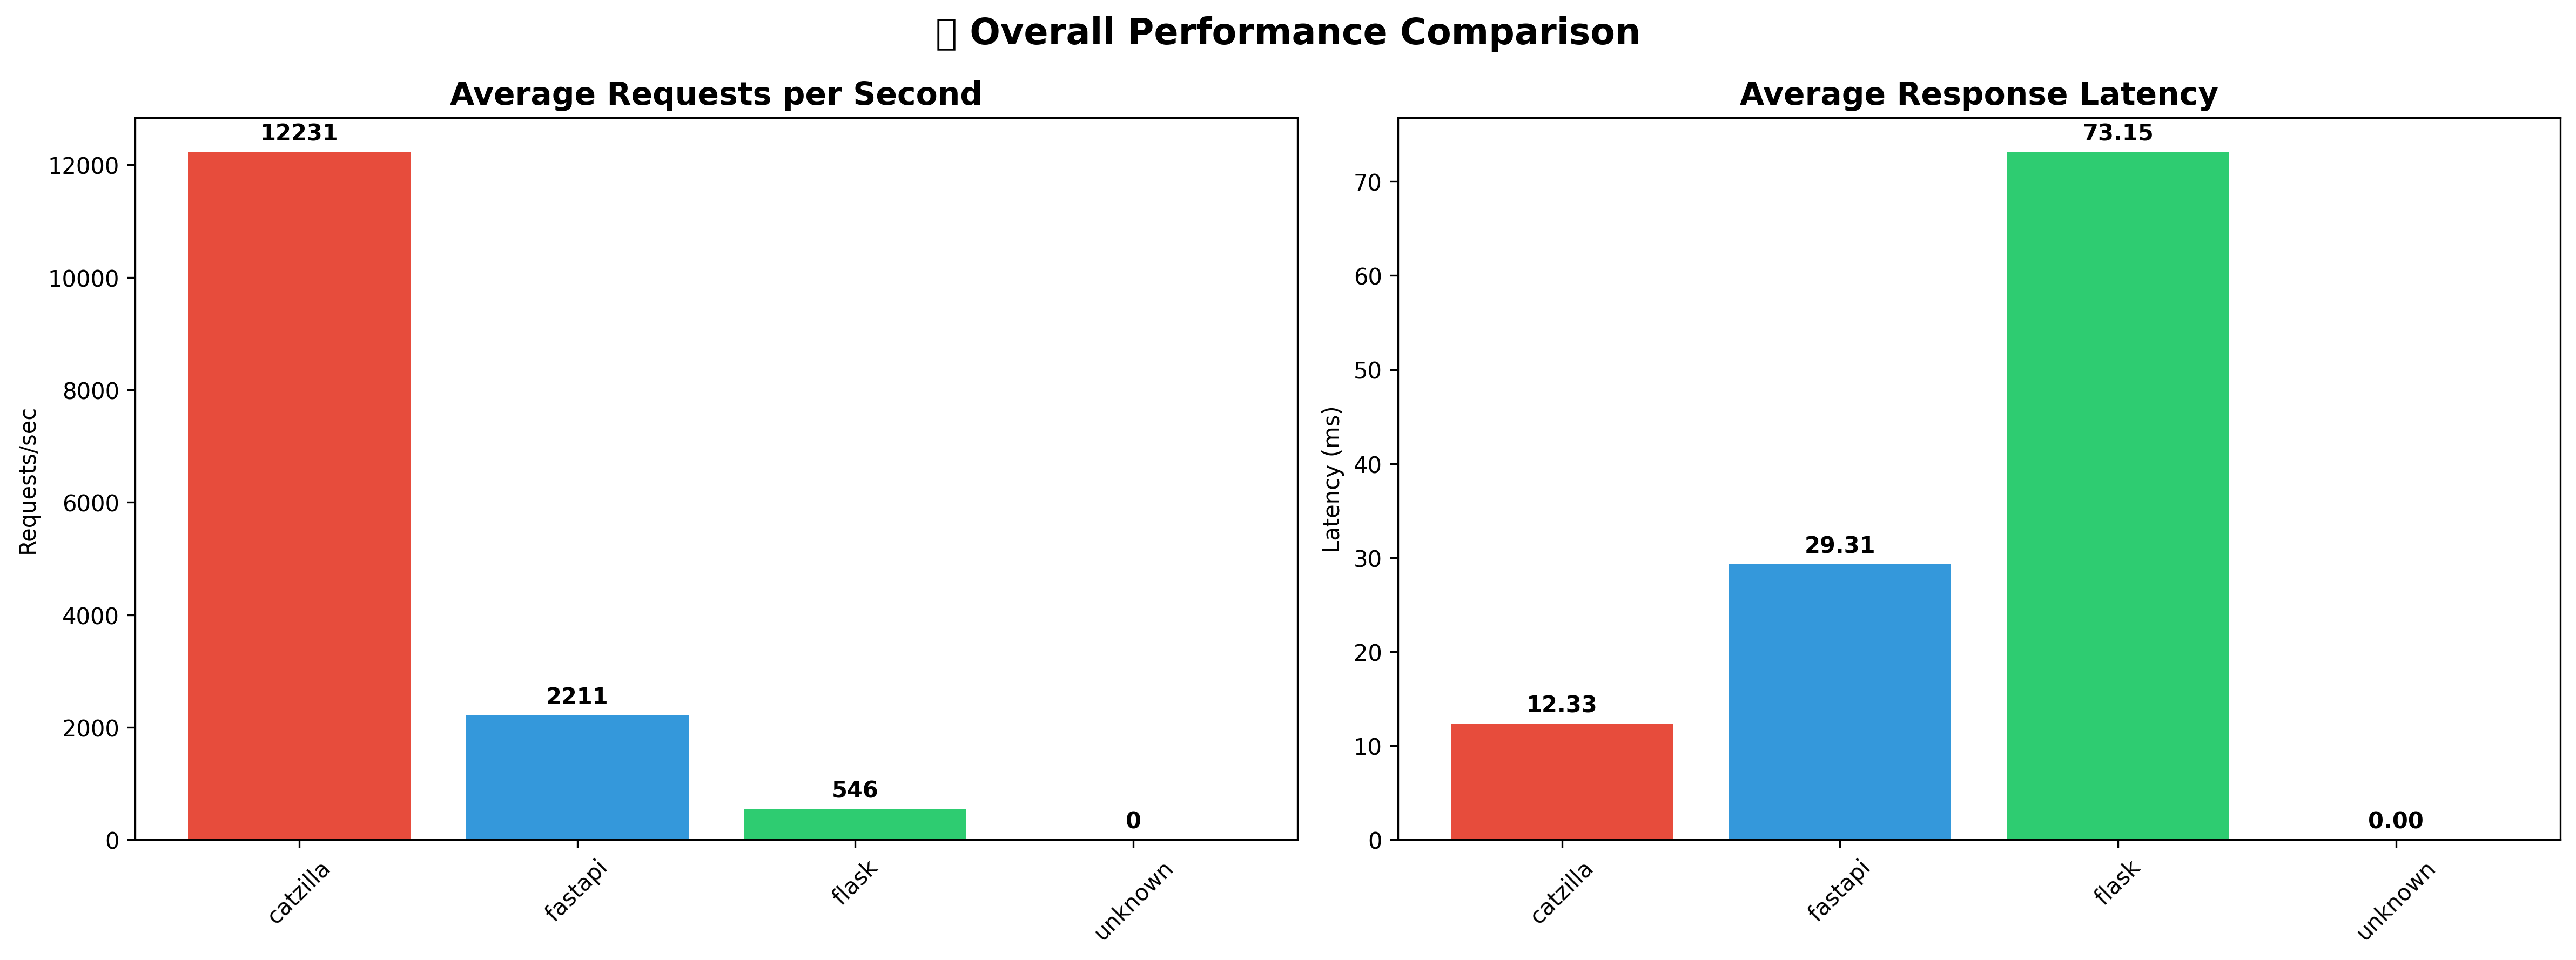 Overall Performance Comparison
Average Requests per Second
12231
12000
10000
8000
6000
4000
2000
0
Requests/sec
2211
546
0
catzilla
fastapi
flask
unknown
Average Response Latency
73.15
70
60
50
40
30
20
10
0
Latency (ms)
29.31
12.33
0.00
catzilla
fastapi
flask
unknown